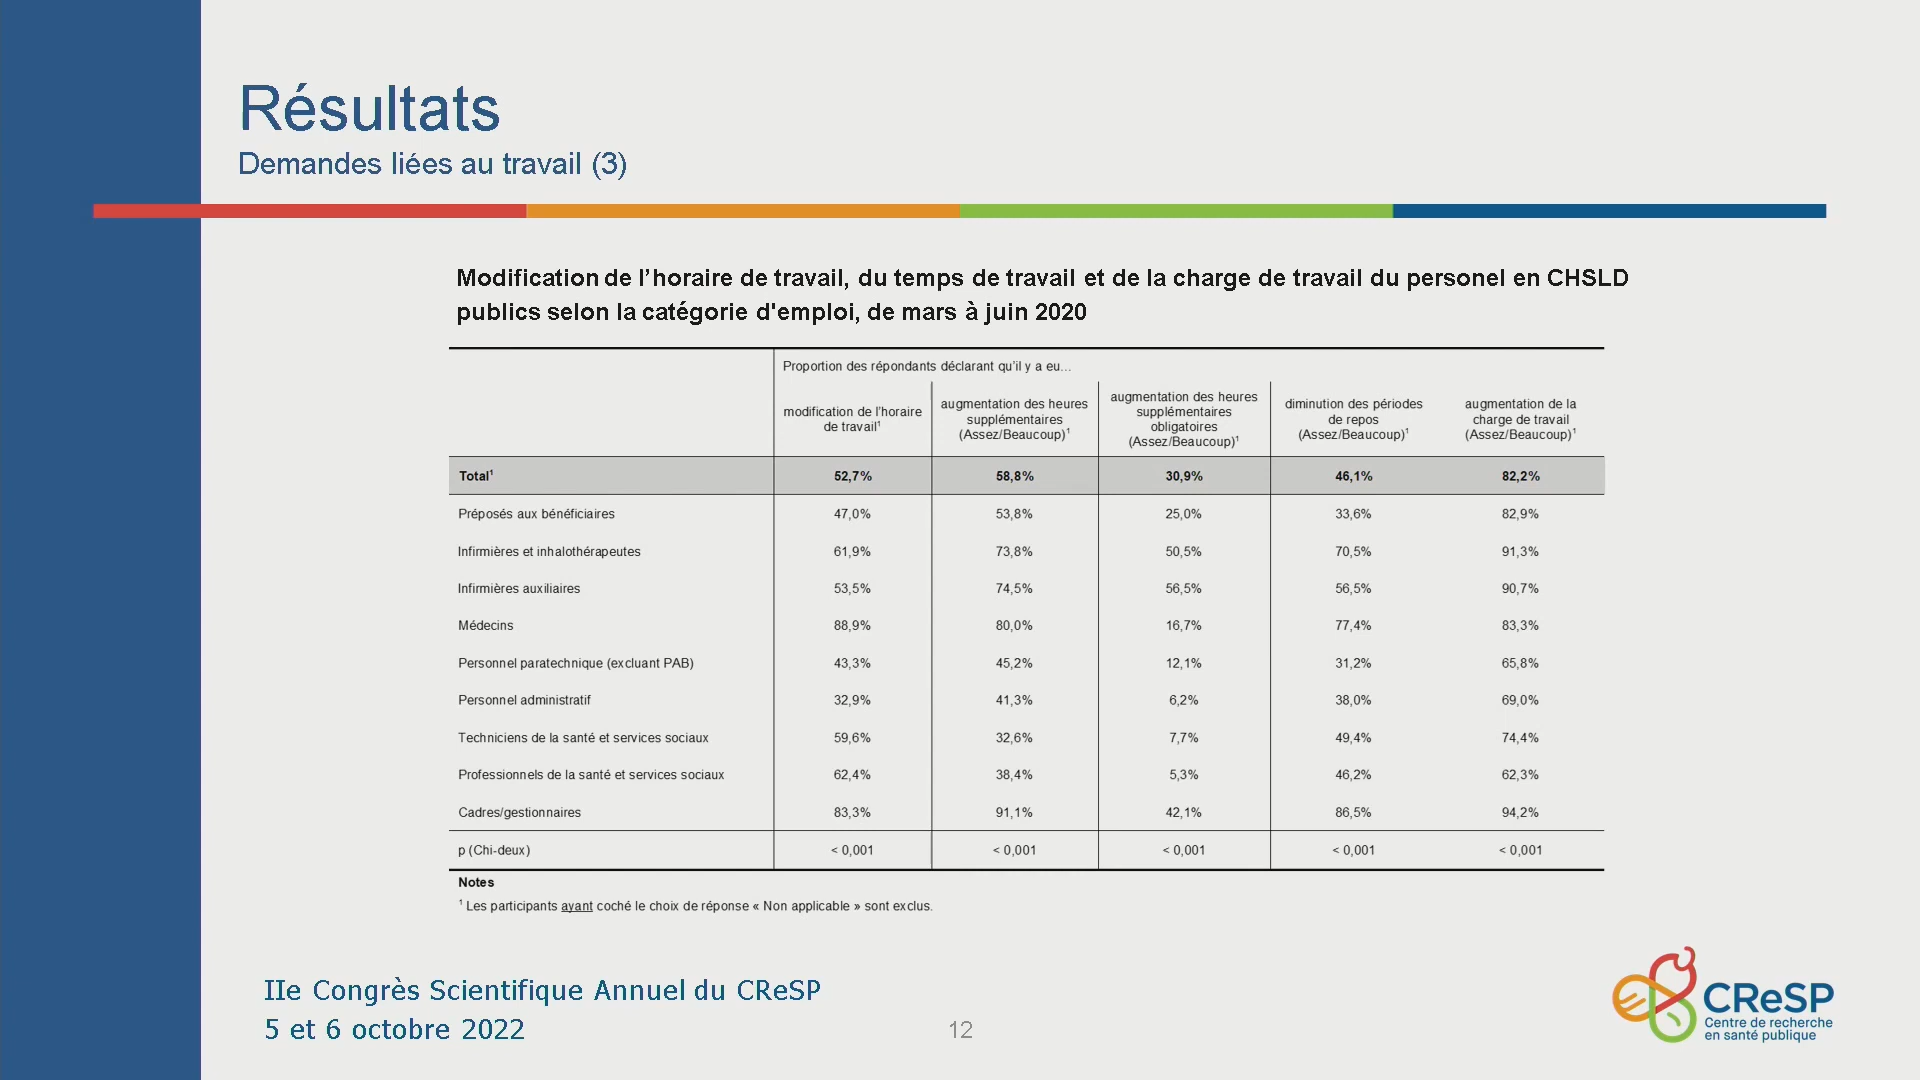 Résultats
Demandes liées au travail (3)
Modification de l’horaire de travail, du temps de travail et de la charge de travail du personel en CHSLD
publics selon la catégorie d'emploi, de mars à juin 2020
Proportion des répondants déclarant qu’il y a eu…
modification de l’horaire
de travail¹
augmentation des heures
supplémentaires
(Assez/Beaucoup)¹
augmentation des heures
supplémentaires
obligatoires
(Assez/Beaucoup)¹
diminution des périodes
de repos
(Assez/Beaucoup)¹
augmentation de la
charge de travail
(Assez/Beaucoup)¹
Total¹ 52,7% 58,8% 30,9% 46,1% 82,2%
Préposés aux bénéficiaires 47,0% 53,8% 25,0% 33,6% 82,9%
Infirmières et inhalothérapeutes 61,9% 73,8% 50,5% 70,5% 91,3%
Infirmières auxiliaires 53,5% 74,5% 56,5% 56,5% 90,7%
Médecins 88,9% 80,0% 16,7% 77,4% 83,3%
Personnel paratechnique (excluant PAB) 43,3% 45,2% 12,1% 31,2% 65,8%
Personnel administratif 32,9% 41,3% 6,2% 38,0% 69,0%
Techniciens de la santé et services sociaux 59,6% 32,6% 7,7% 49,4% 74,4%
Professionnels de la santé et services sociaux 62,4% 38,4% 5,3% 46,2% 62,3%
Cadres/gestionnaires 83,3% 91,1% 42,1% 86,5% 94,2%
p (Chi-deux) < 0,001 < 0,001 < 0,001 < 0,001 < 0,001
Notes
¹ Les participants ayant coché le choix de réponse « Non applicable » sont exclus.
IIe Congrès Scientifique Annuel du CReSP
5 et 6 octobre 2022
12
CReSP
Centre de recherche
en santé publique